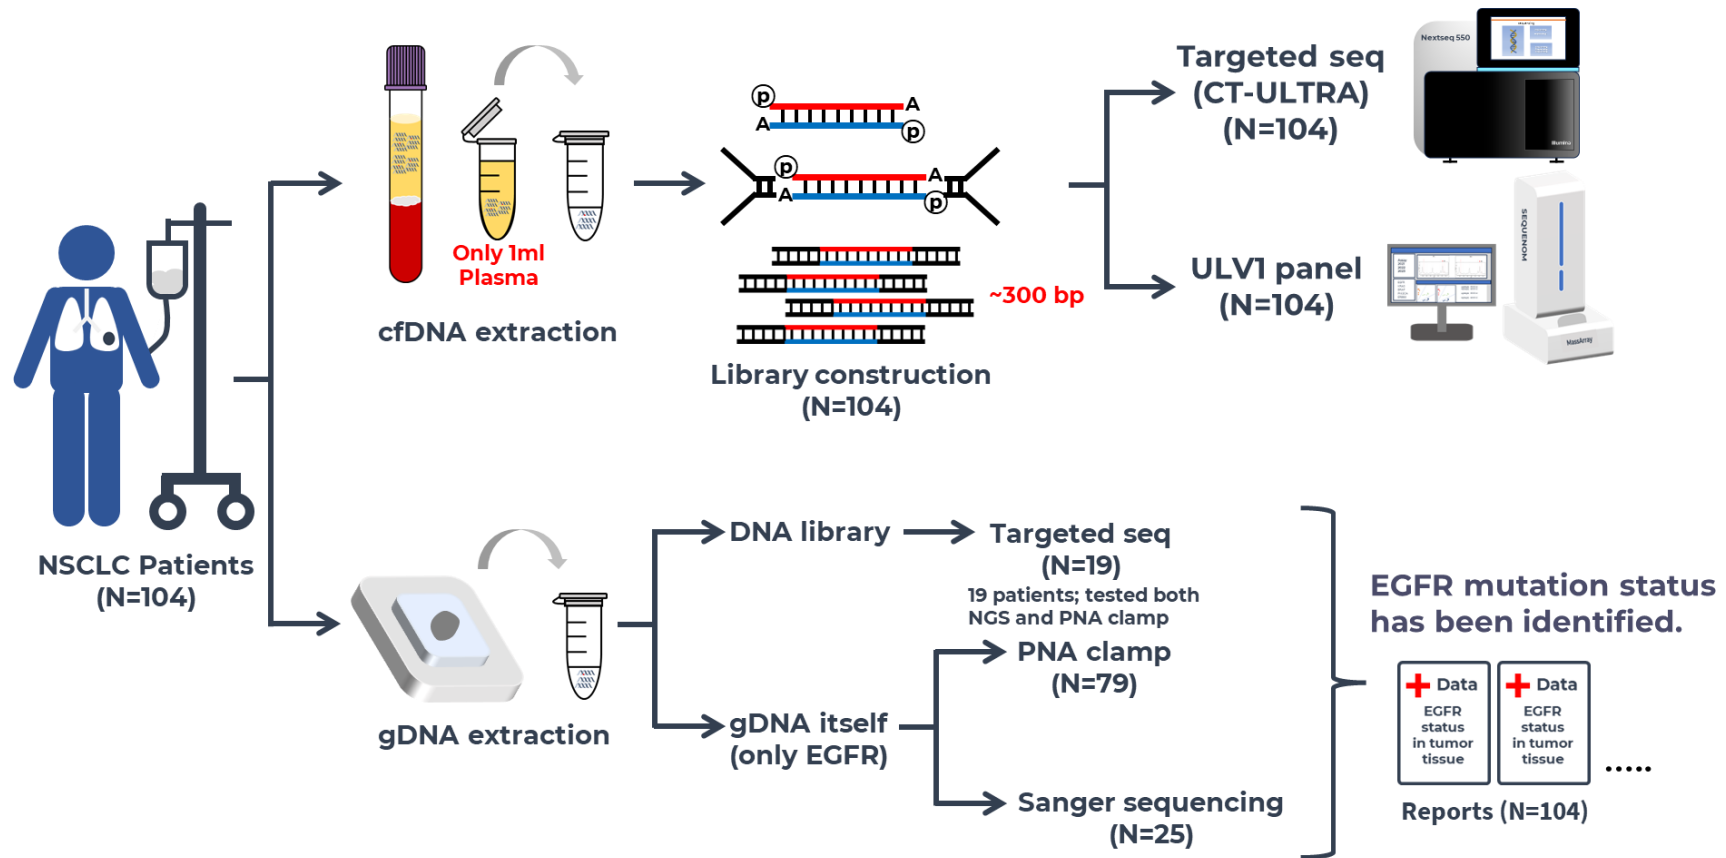 NSCLC Patients
(N=104)
Only 1ml
Plasma
cfDNA extraction
p
A
A
p
p
A
A
p
~300 bp
Library construction
(N=104)
Targeted seq
(CT-ULTRA)
(N=104)
Nextseq 550
illumina
ULV1 panel
(N=104)
SEQUENOM
MassArray
gDNA extraction
DNA library
Targeted seq
(N=19)
19 patients; tested both
NGS and PNA clamp
gDNA itself
(only EGFR)
PNA clamp
(N=79)
Sanger sequencing
(N=25)
EGFR mutation status
has been identified.
+ Data
EGFR
status
in tumor
tissue
+ Data
EGFR
status
in tumor
tissue
.....
Reports (N=104)